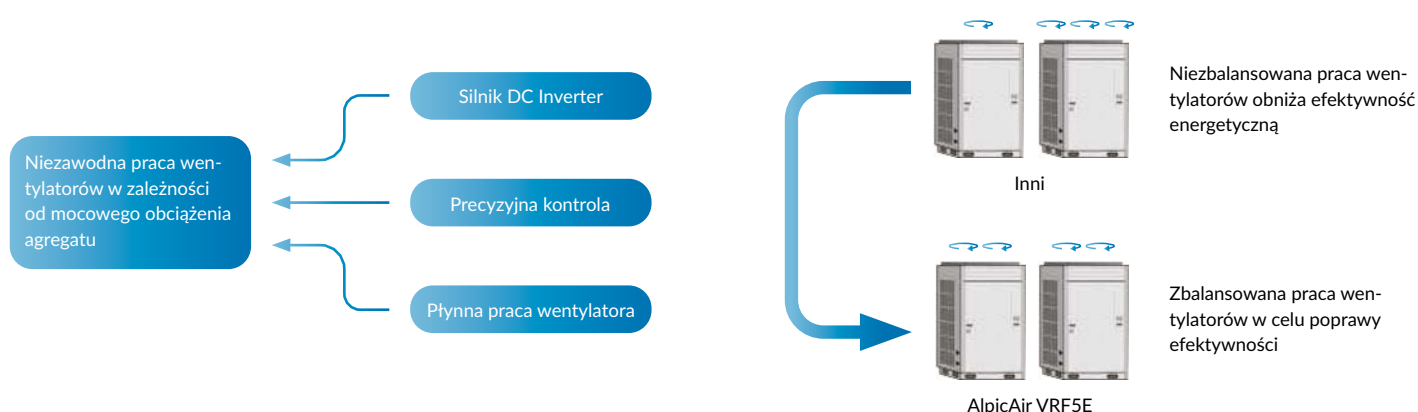 Niezawodna praca wen-
tylatorów w zależności
od mocowego obciążenia
agregatu
Silnik DC Inverter
Precyzyjna kontrola
Płynna praca wentylatora
Inni
Niezbalansowana praca wen-
tylatorów obniża efektywność
energetyczną
AlpicAir VRF5E
Zbalansowana praca wen-
tylatorów w celu poprawy
efektywności